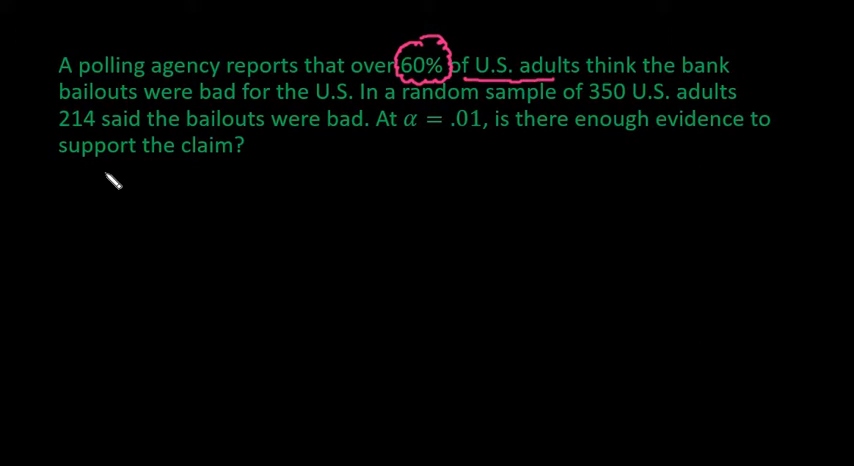 A polling agency reports that over 60% of U.S. adults think the bank
bailouts were bad for the U.S. In a random sample of 350 U.S. adults
214 said the bailouts were bad. At α = .01, is there enough evidence to
support the claim?